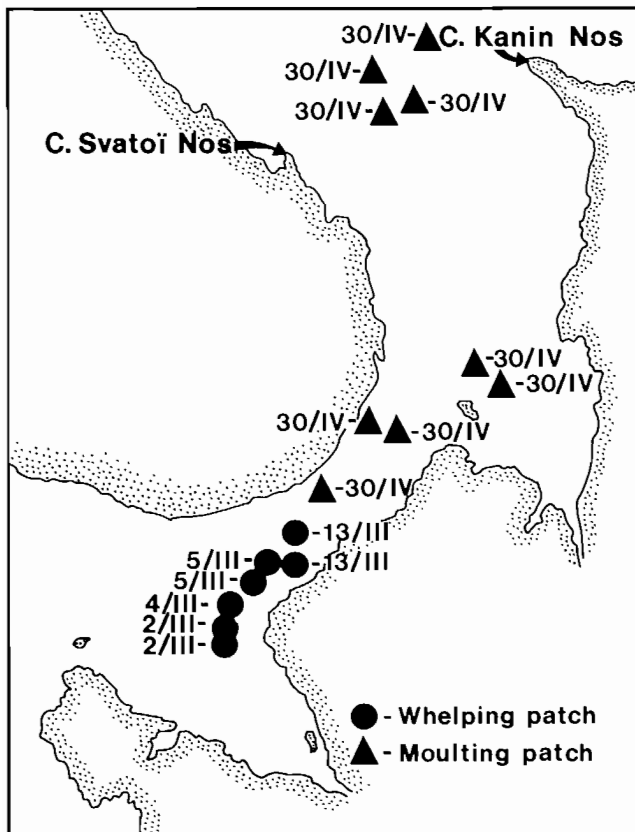 30/IV-
C. Kanin Nos
30/IV-
30/IV-
-30/IV
C. Svatoï Nos
-30/IV
-30/IV
30/IV-
-30/IV
-30/IV
-13/III
5/III-
-13/III
5/III-
4/III-
2/III-
2/III-
- Whelping patch
- Moulting patch